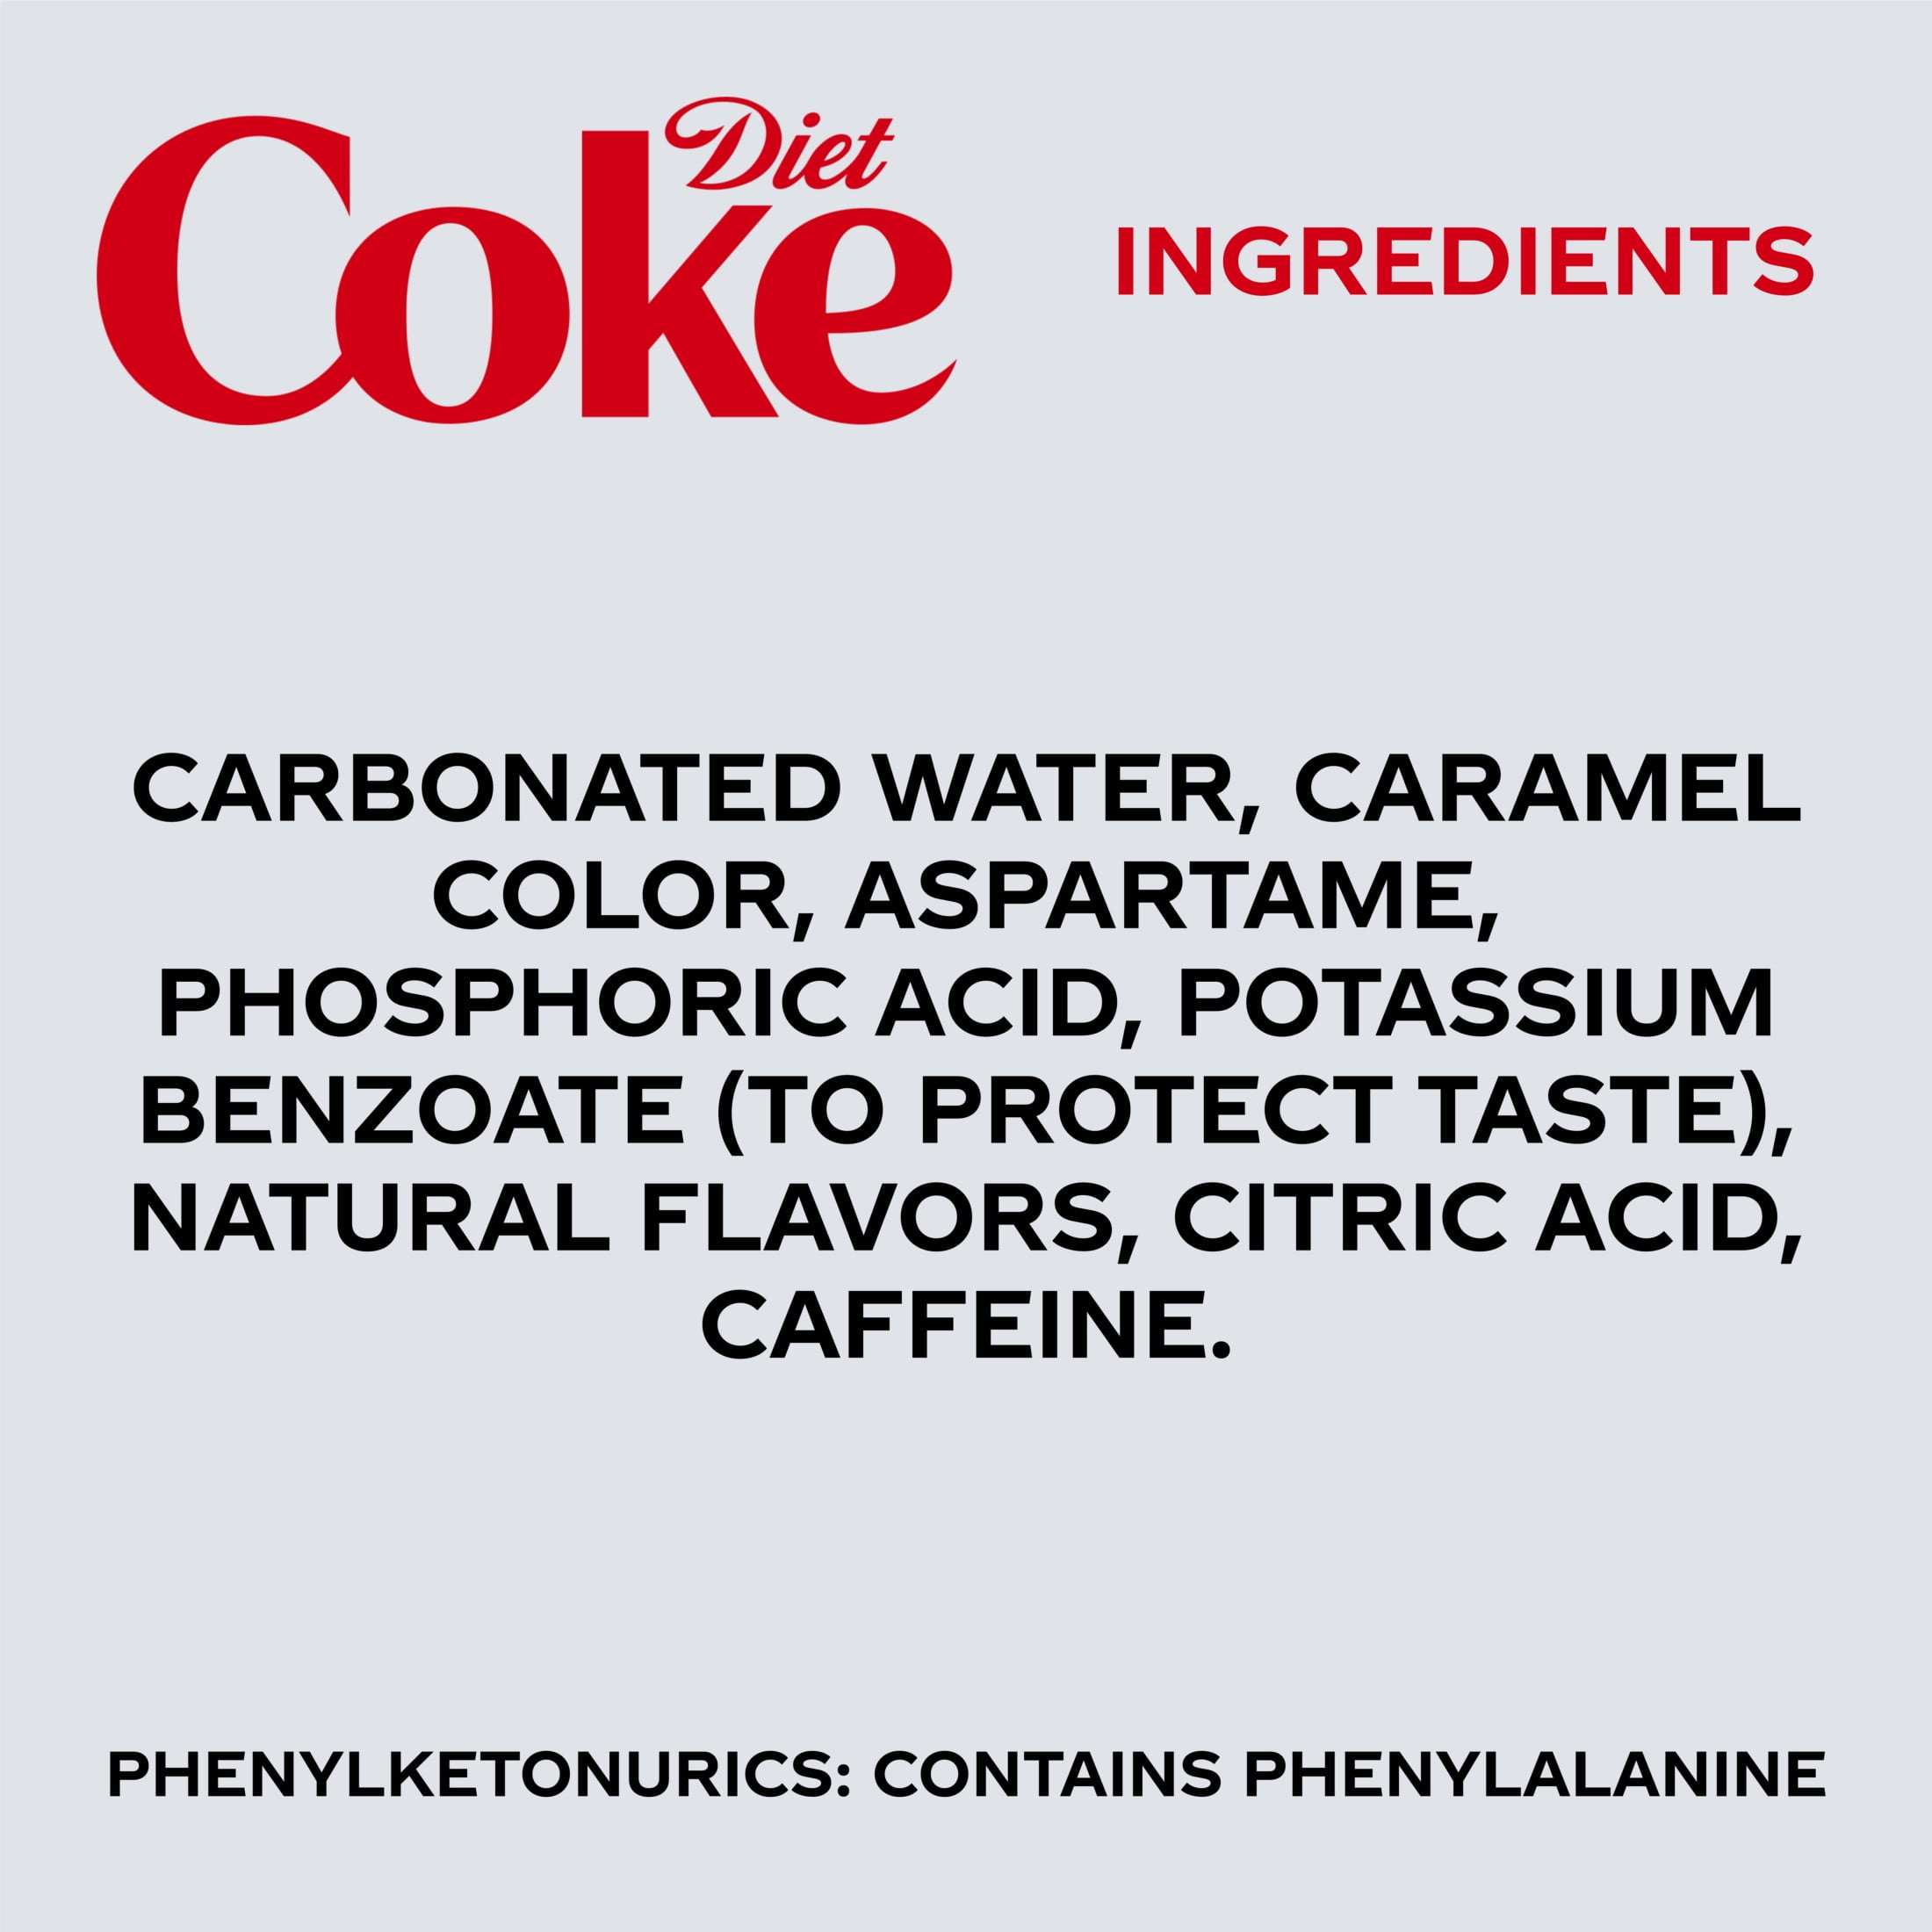 Diet
Coke
INGREDIENTS
CARBONATED WATER, CARAMEL
COLOR, ASPARTAME,
PHOSPHORIC ACID, POTASSIUM
BENZOATE (TO PROTECT TASTE),
NATURAL FLAVORS, CITRIC ACID,
CAFFEINE.
PHENYLKETONURICS: CONTAINS PHENYLALANINE